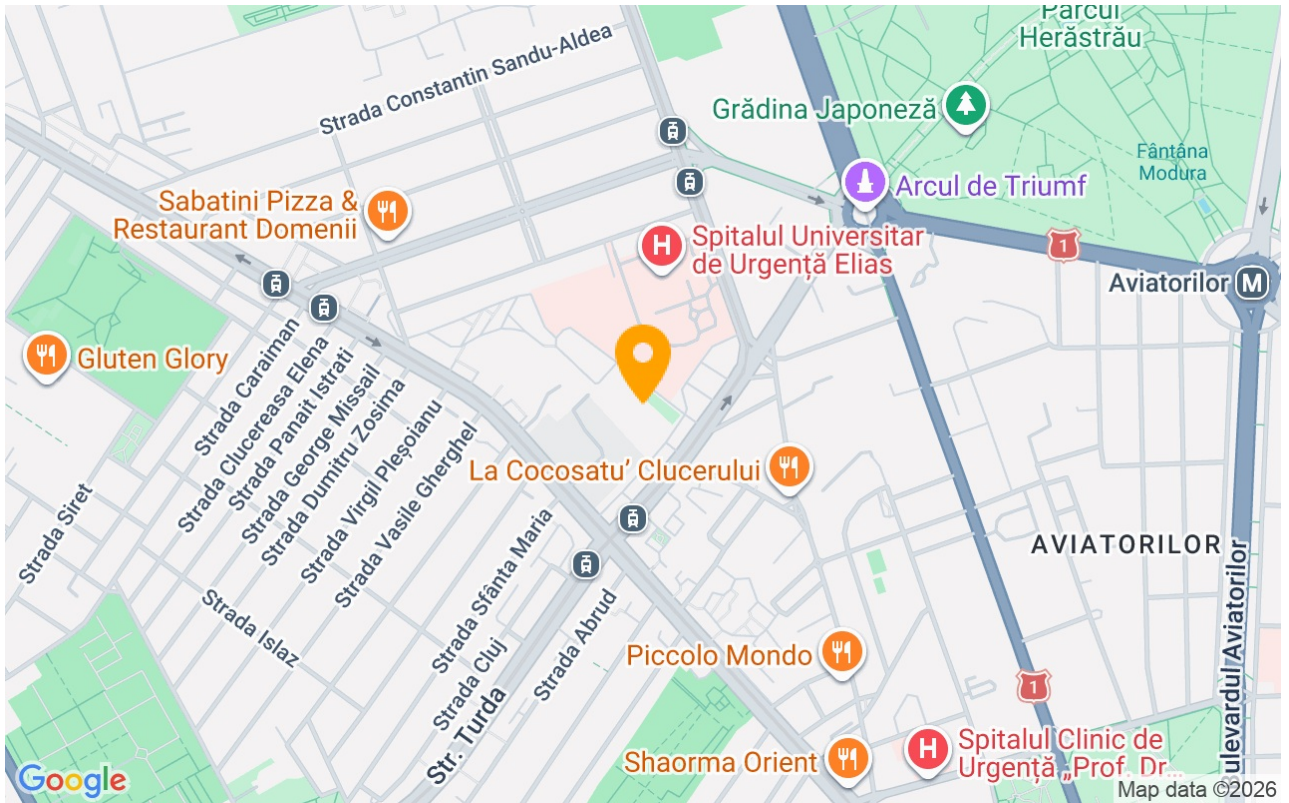 Parcul
Herăstrău
Strada Constantin Sandu-Aldea
Grădina Japoneză
Fântâna
Modura
Sabatini Pizza &
Restaurant Domenii
Arcul de Triumf
H
Spitalul Universitar
de Urgență Elias
1
Aviatorilor M
Gluten Glory
Strada Caraiman
Strada Clucereasa Elena
Strada Panait Istrati
Strada George Missail
Strada Dumitru Zosima
Strada Virgil Pleșoianu
Strada Vasile Gherghel
La Cocosatu' Clucerului
Strada Siret
Strada Sfânta Maria
AVIATORILOR
Strada Islaz
Strada Cluj
Strada Abrud
Str. Turda
Piccolo Mondo
1
Bulevardul Aviatorilor
Shaorma Orient
H
Spitalul Clinic de
Urgență „Prof. Dr...
Google
Map data ©2026